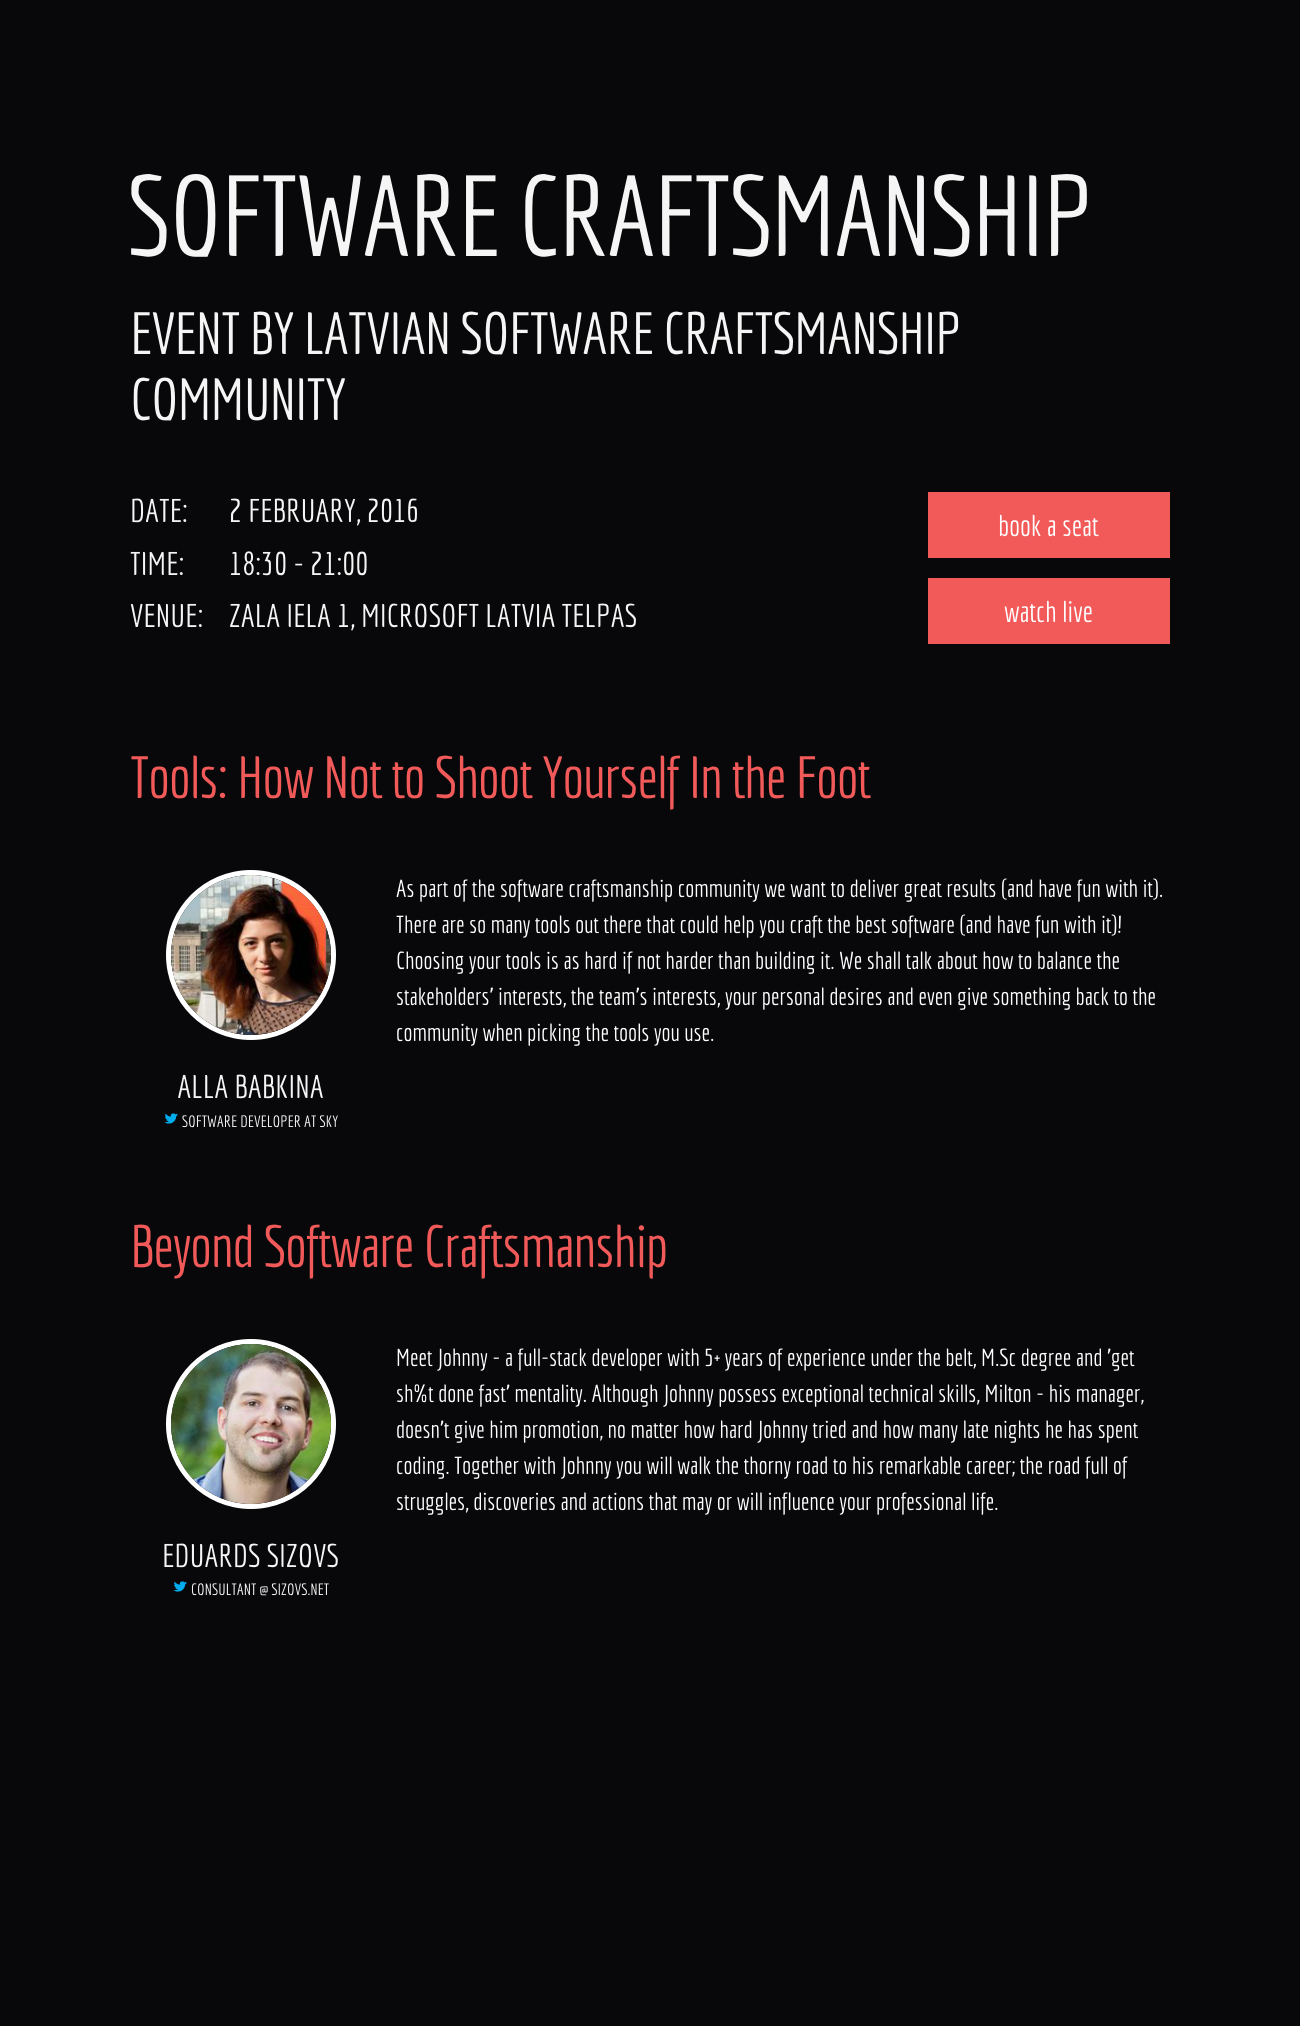 SOFTWARE CRAFTSMANSHIP
EVENT BY LATVIAN SOFTWARE CRAFTSMANSHIP
COMMUNITY
DATE: 2 FEBRUARY, 2016
TIME: 18:30 - 21:00
VENUE: ZALA IELA 1, MICROSOFT LATVIA TELPAS
book a seat
watch live
Tools: How Not to Shoot Yourself In the Foot
As part of the software craftsmanship community we want to deliver great results (and have fun with it).
There are so many tools out there that could help you craft the best software (and have fun with it)!
Choosing your tools is as hard if not harder than building it. We shall talk about how to balance the
stakeholders' interests, the team's interests, your personal desires and even give something back to the
community when picking the tools you use.
ALLA BABKINA
SOFTWARE DEVELOPER AT SKY
Beyond Software Craftsmanship
Meet Johnny - a full-stack developer with 5+ years of experience under the belt, M.Sc degree and 'get
sh%t done fast' mentality. Although Johnny possess exceptional technical skills, Milton - his manager,
doesn't give him promotion, no matter how hard Johnny tried and how many late nights he has spent
coding. Together with Johnny you will walk the thorny road to his remarkable career; the road full of
struggles, discoveries and actions that may or will influence your professional life.
EDUARDS SIZOVS
CONSULTANT @ SIZOVS.NET